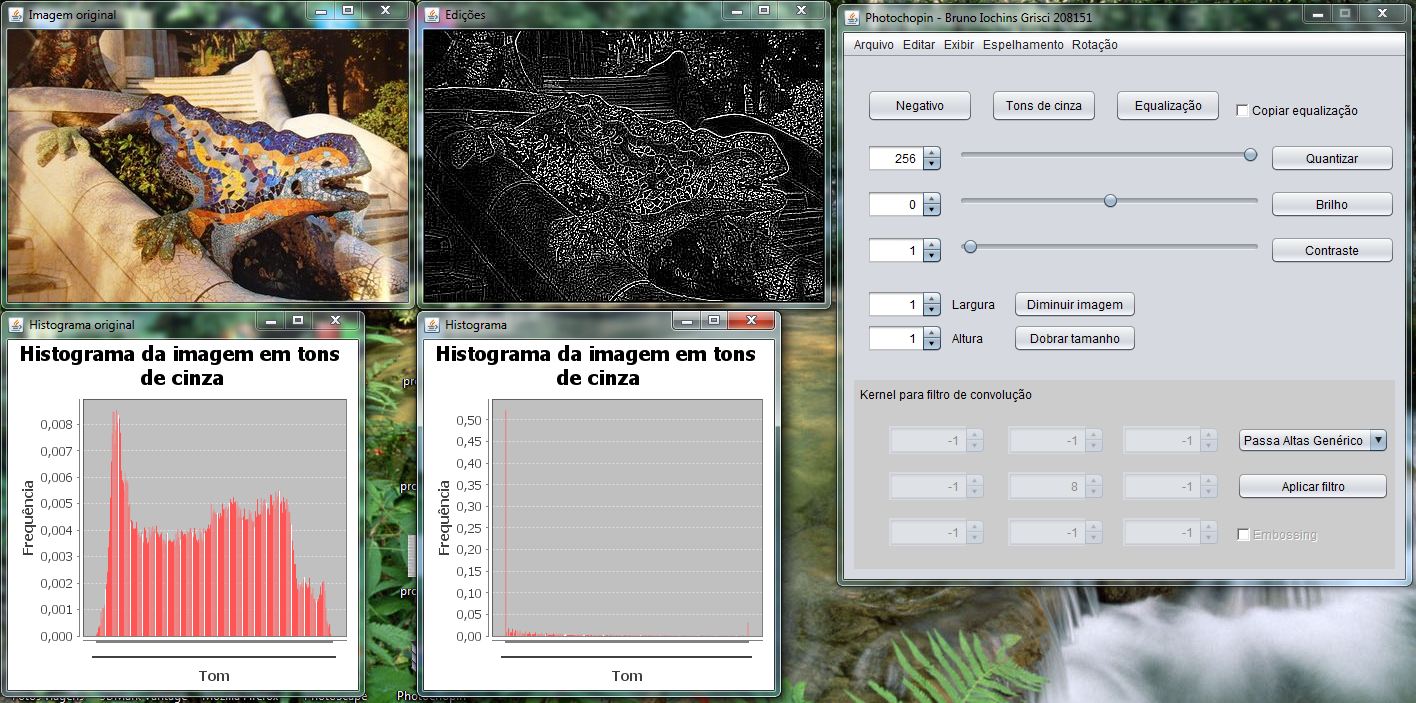 Imagem original
Edições
Photochopin - Bruno Iochins Grisci 208151
Arquivo Editar Exibir Espelhamento Rotação
Negativo
Tons de cinza
Equalização
Copiar equalização
256
Quantizar
0
Brilho
1
Contraste
1
Largura
Diminuir imagem
1
Altura
Dobrar tamanho
Kernel para filtro de convolução
-1 -1 -1
Passa Altas Genérico
-1 8 -1
Aplicar filtro
-1 -1 -1
Embossing
Histograma original
Histograma da imagem em tons
de cinza
Frequência
0,008
0,007
0,006
0,005
0,004
0,003
0,002
0,001
0,000
Tom
Histograma
Histograma da imagem em tons
de cinza
Frequência
0,50
0,45
0,40
0,35
0,30
0,25
0,20
0,15
0,10
0,05
0,00
Tom